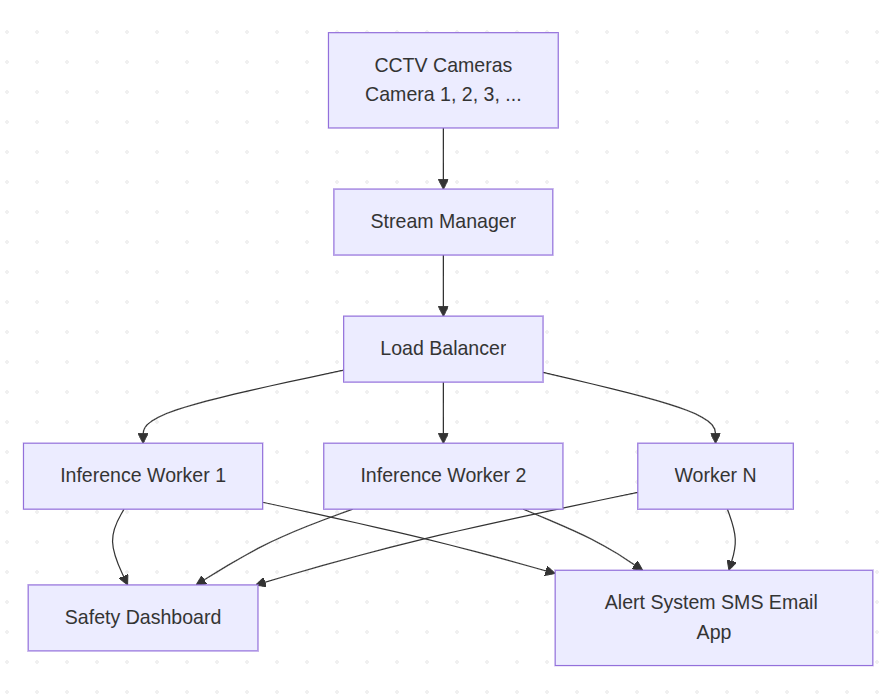 CCTV Cameras
Camera 1, 2, 3, ...
Stream Manager
Load Balancer
Inference Worker 1
Inference Worker 2
Worker N
Safety Dashboard
Alert System SMS Email
App